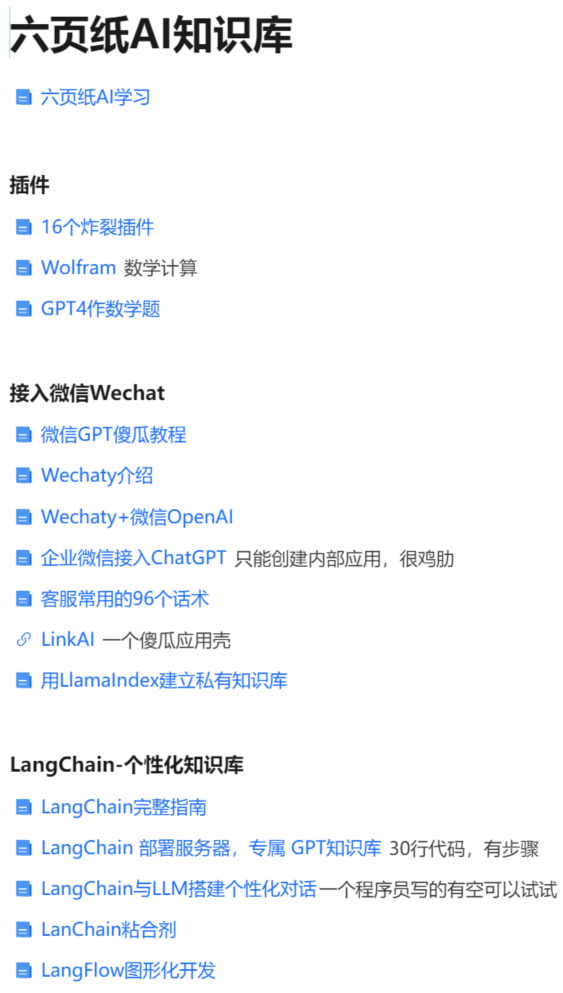 六页纸AI知识库
六页纸AI学习
插件
16个炸裂插件
Wolfram 数学计算
GPT4作数学题
接入微信Wechat
微信GPT傻瓜教程
Wechaty介绍
Wechaty+微信OpenAI
企业微信接入ChatGPT 只能创建内部应用，很鸡肋
客服常用的96个话术
LinkAI 一个傻瓜应用壳
用LlamaIndex建立私有知识库
LangChain-个性化知识库
LangChain完整指南
LangChain 部署服务器，专属 GPT知识库 30行代码，有步骤
LangChain与LLM搭建个性化对话一个程序员写的有空可以试试
LanChain粘合剂
LangFlow图形化开发